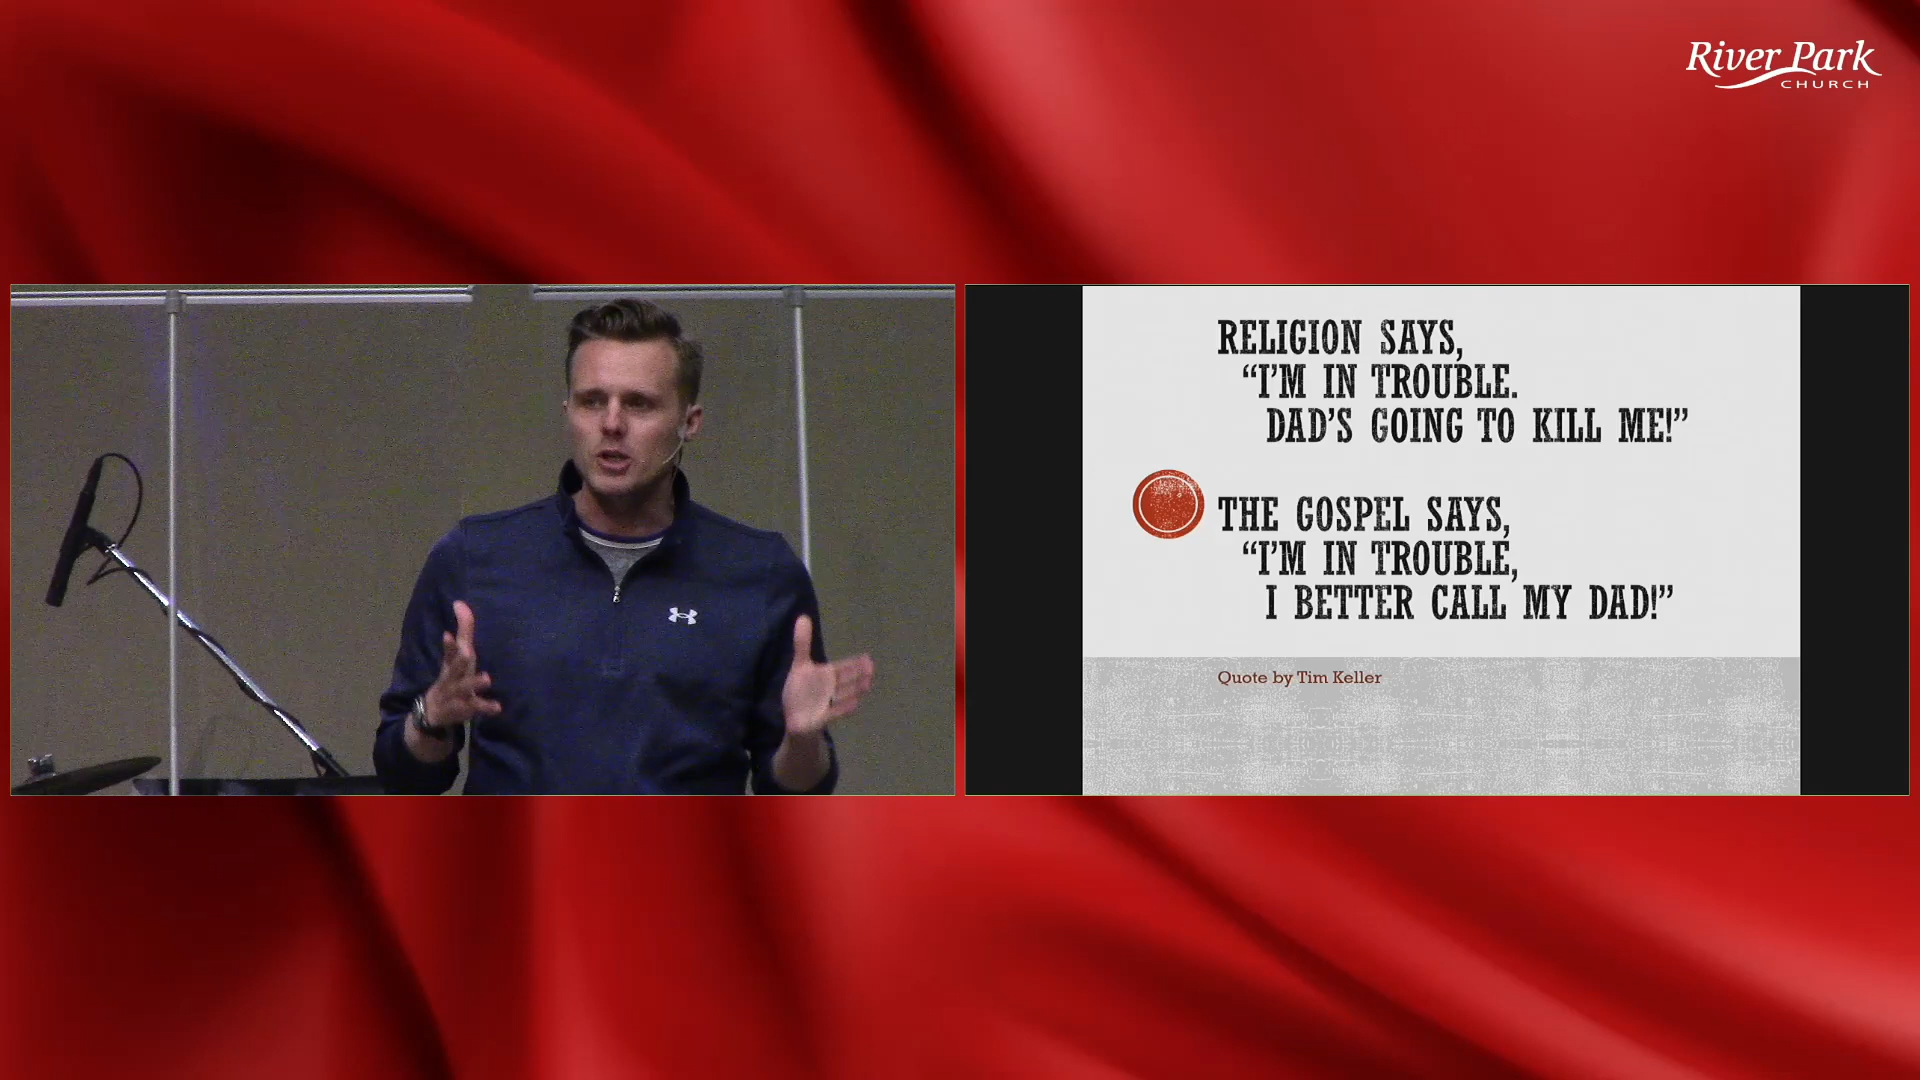 River Park
CHURCH
RELIGION SAYS,
“I’M IN TROUBLE.
DAD’S GOING TO KILL ME!”
THE GOSPEL SAYS,
“I’M IN TROUBLE,
I BETTER CALL MY DAD!”
Quote by Tim Keller